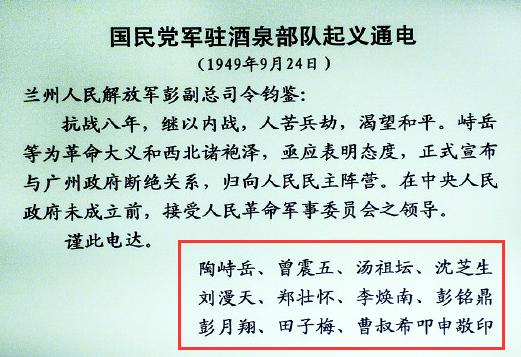 国民党军驻酒泉部队起义通电
（1949年9月24日）
兰州人民解放军彭副总司令钧鉴：
抗战八年，继以内战，人苦兵劫，渴望和平。峙岳
等为革命大义和西北诸袍泽，亟应表明态度，正式宣布
与广州政府断绝关系，归向人民民主阵营。在中央人民
政府未成立前，接受人民革命军事委员会之领导。
谨此电达。
陶峙岳、曾震五、汤祖坛、沈芝生
刘漫天、郑壮怀、李焕南、彭铭鼎
彭月翔、田子梅、曹叔希叩申敬印